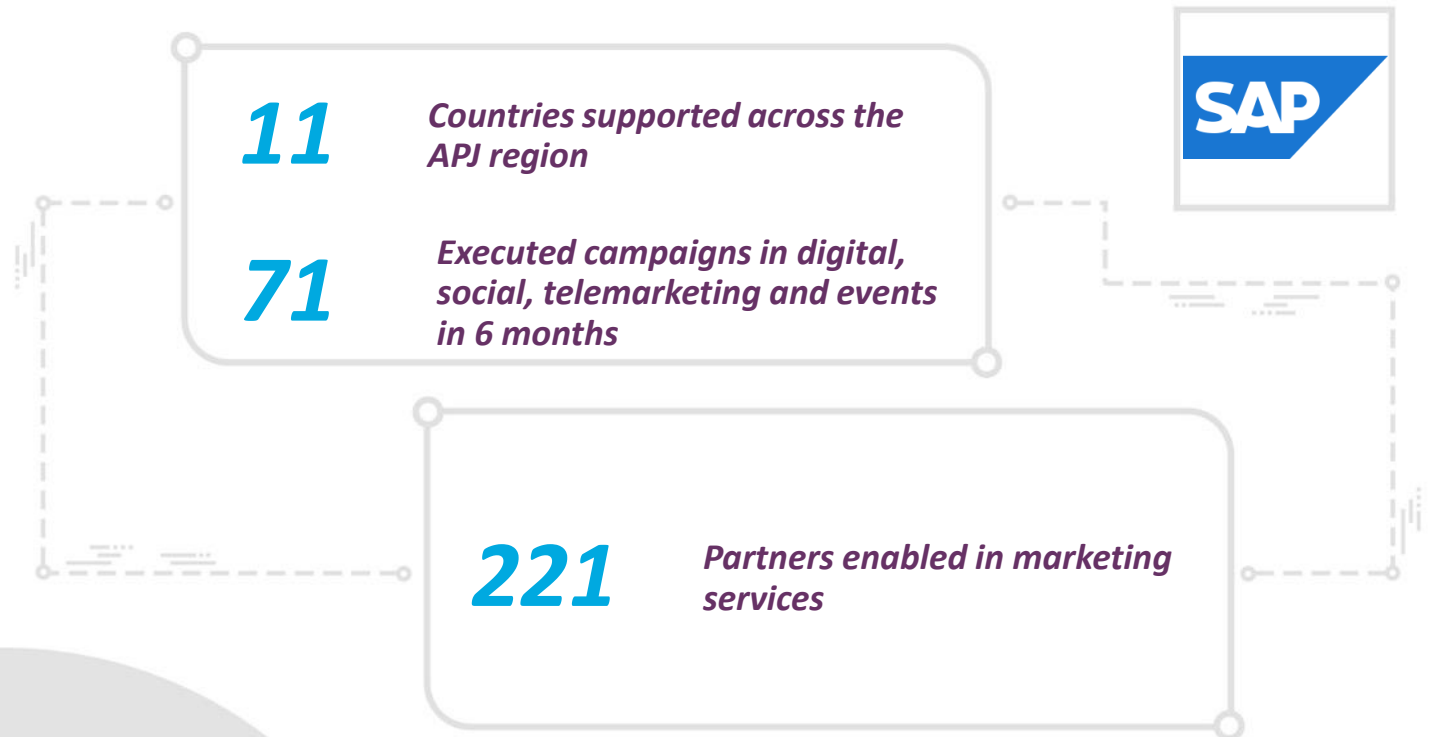 SAP
11
Countries supported across the
APJ region
71
Executed campaigns in digital,
social, telemarketing and events
in 6 months
221
Partners enabled in marketing
services